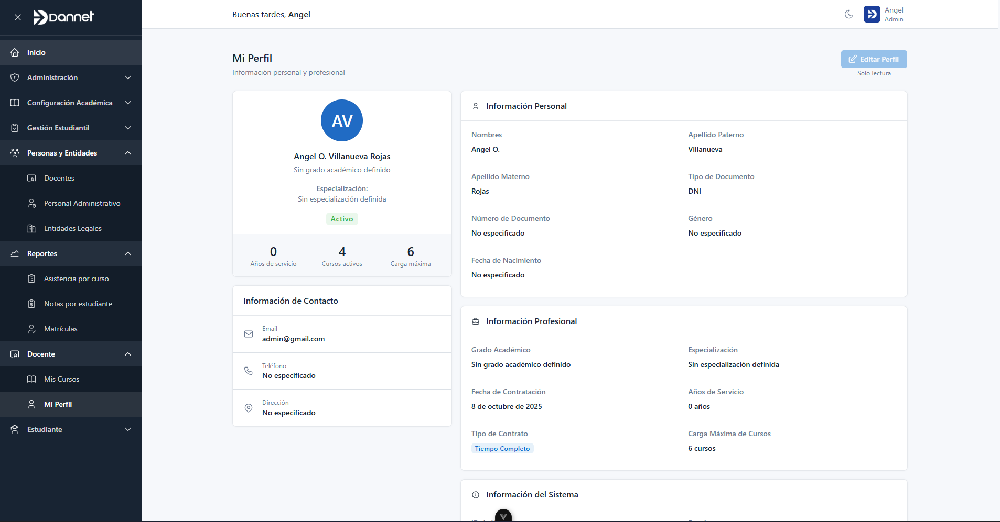 Dannet
Inicio
Administración
Configuración Académica
Gestión Estudiantil
Personas y Entidades
Docentes
Personal Administrativo
Entidades Legales
Reportes
Asistencia por curso
Notas por estudiante
Matrículas
Docente
Mis Cursos
Mi Perfil
Estudiante
Buenas tardes, Angel
Angel
Admin
Mi Perfil
Información personal y profesional
Editar Perfil
Solo lectura
AV
Angel O. Villanueva Rojas
Sin grado académico definido
Especialización:
Sin especialización definida
Activo
0
Años de servicio
4
Cursos activos
6
Carga máxima
Información de Contacto
Email
admin@gmail.com
Teléfono
No especificado
Dirección
No especificado
Información Personal
Nombres
Angel O.
Apellido Paterno
Villanueva
Apellido Materno
Rojas
Tipo de Documento
DNI
Número de Documento
No especificado
Género
No especificado
Fecha de Nacimiento
No especificado
Información Profesional
Grado Académico
Sin grado académico definido
Especialización
Sin especialización definida
Fecha de Contratación
8 de octubre de 2025
Años de Servicio
0 años
Tipo de Contrato
Tiempo Completo
Carga Máxima de Cursos
6 cursos
Información del Sistema